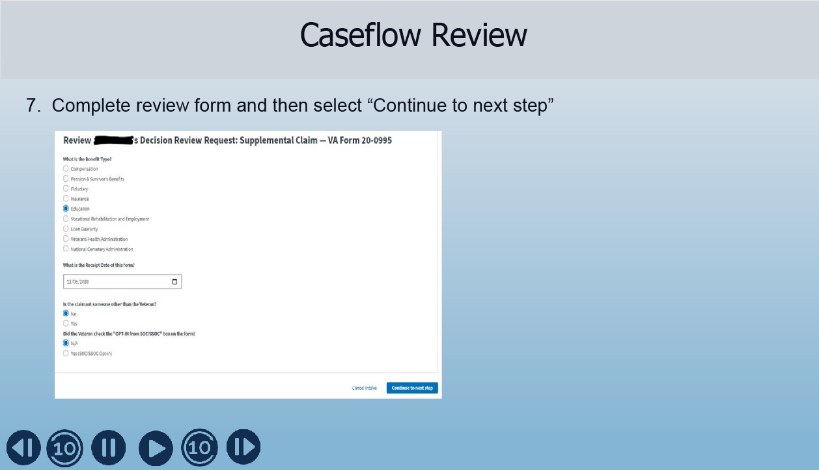 Caseflow Review
7. Complete review form and then select “Continue to next step”
Review 's Decision Review Request: Supplemental Claim — VA Form 20-0995
What is the Benefit Type?
Compensation
Pension & Survivor's Benefits
Fiduciary
Insurance
Education
Vocational Rehabilitation and Employment
Loan Guaranty
Veterans Health Administration
National Cemetery Administration
What is the Receipt Date of this form?
Is the claimant someone other than the Veteran?
No
Yes
Did the Veteran check the "OPT-IN from SOC/SSOC" box on the form?
N/A
Yes (SOC/SSOC Opt-in)
Cancel intake
Continue to next step
10
10